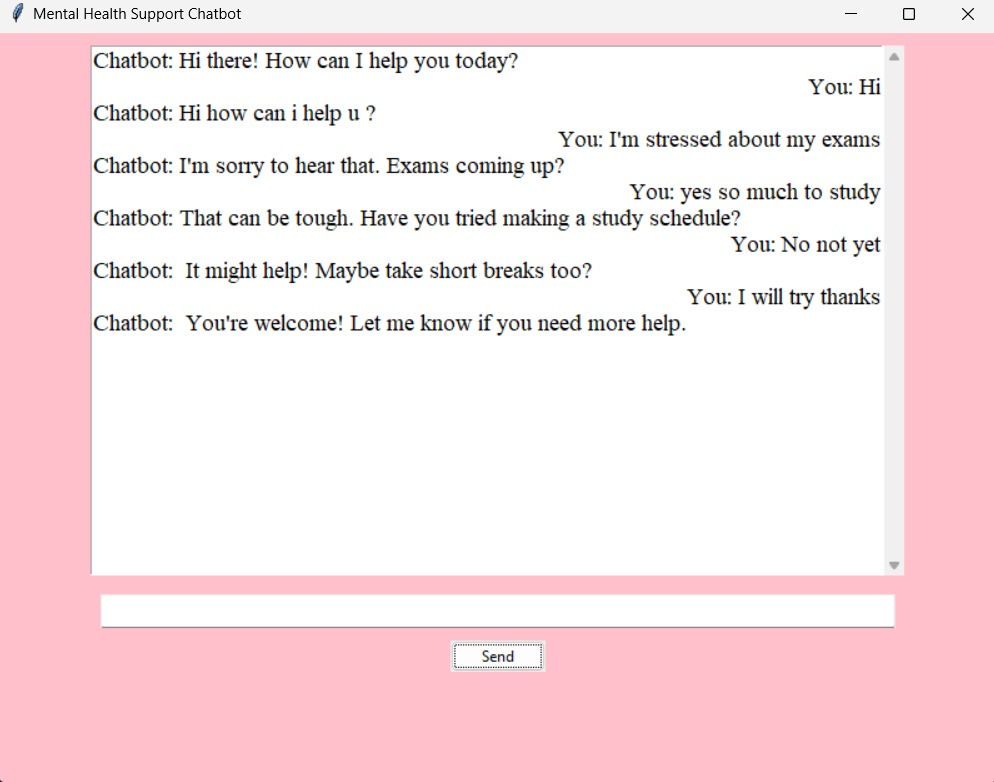 Mental Health Support Chatbot
Chatbot: Hi there! How can I help you today?
You: Hi
Chatbot: Hi how can i help u ?
You: I'm stressed about my exams
Chatbot: I'm sorry to hear that. Exams coming up?
You: yes so much to study
Chatbot: That can be tough. Have you tried making a study schedule?
You: No not yet
Chatbot:  It might help! Maybe take short breaks too?
You: I will try thanks
Chatbot:  You're welcome! Let me know if you need more help.
Send